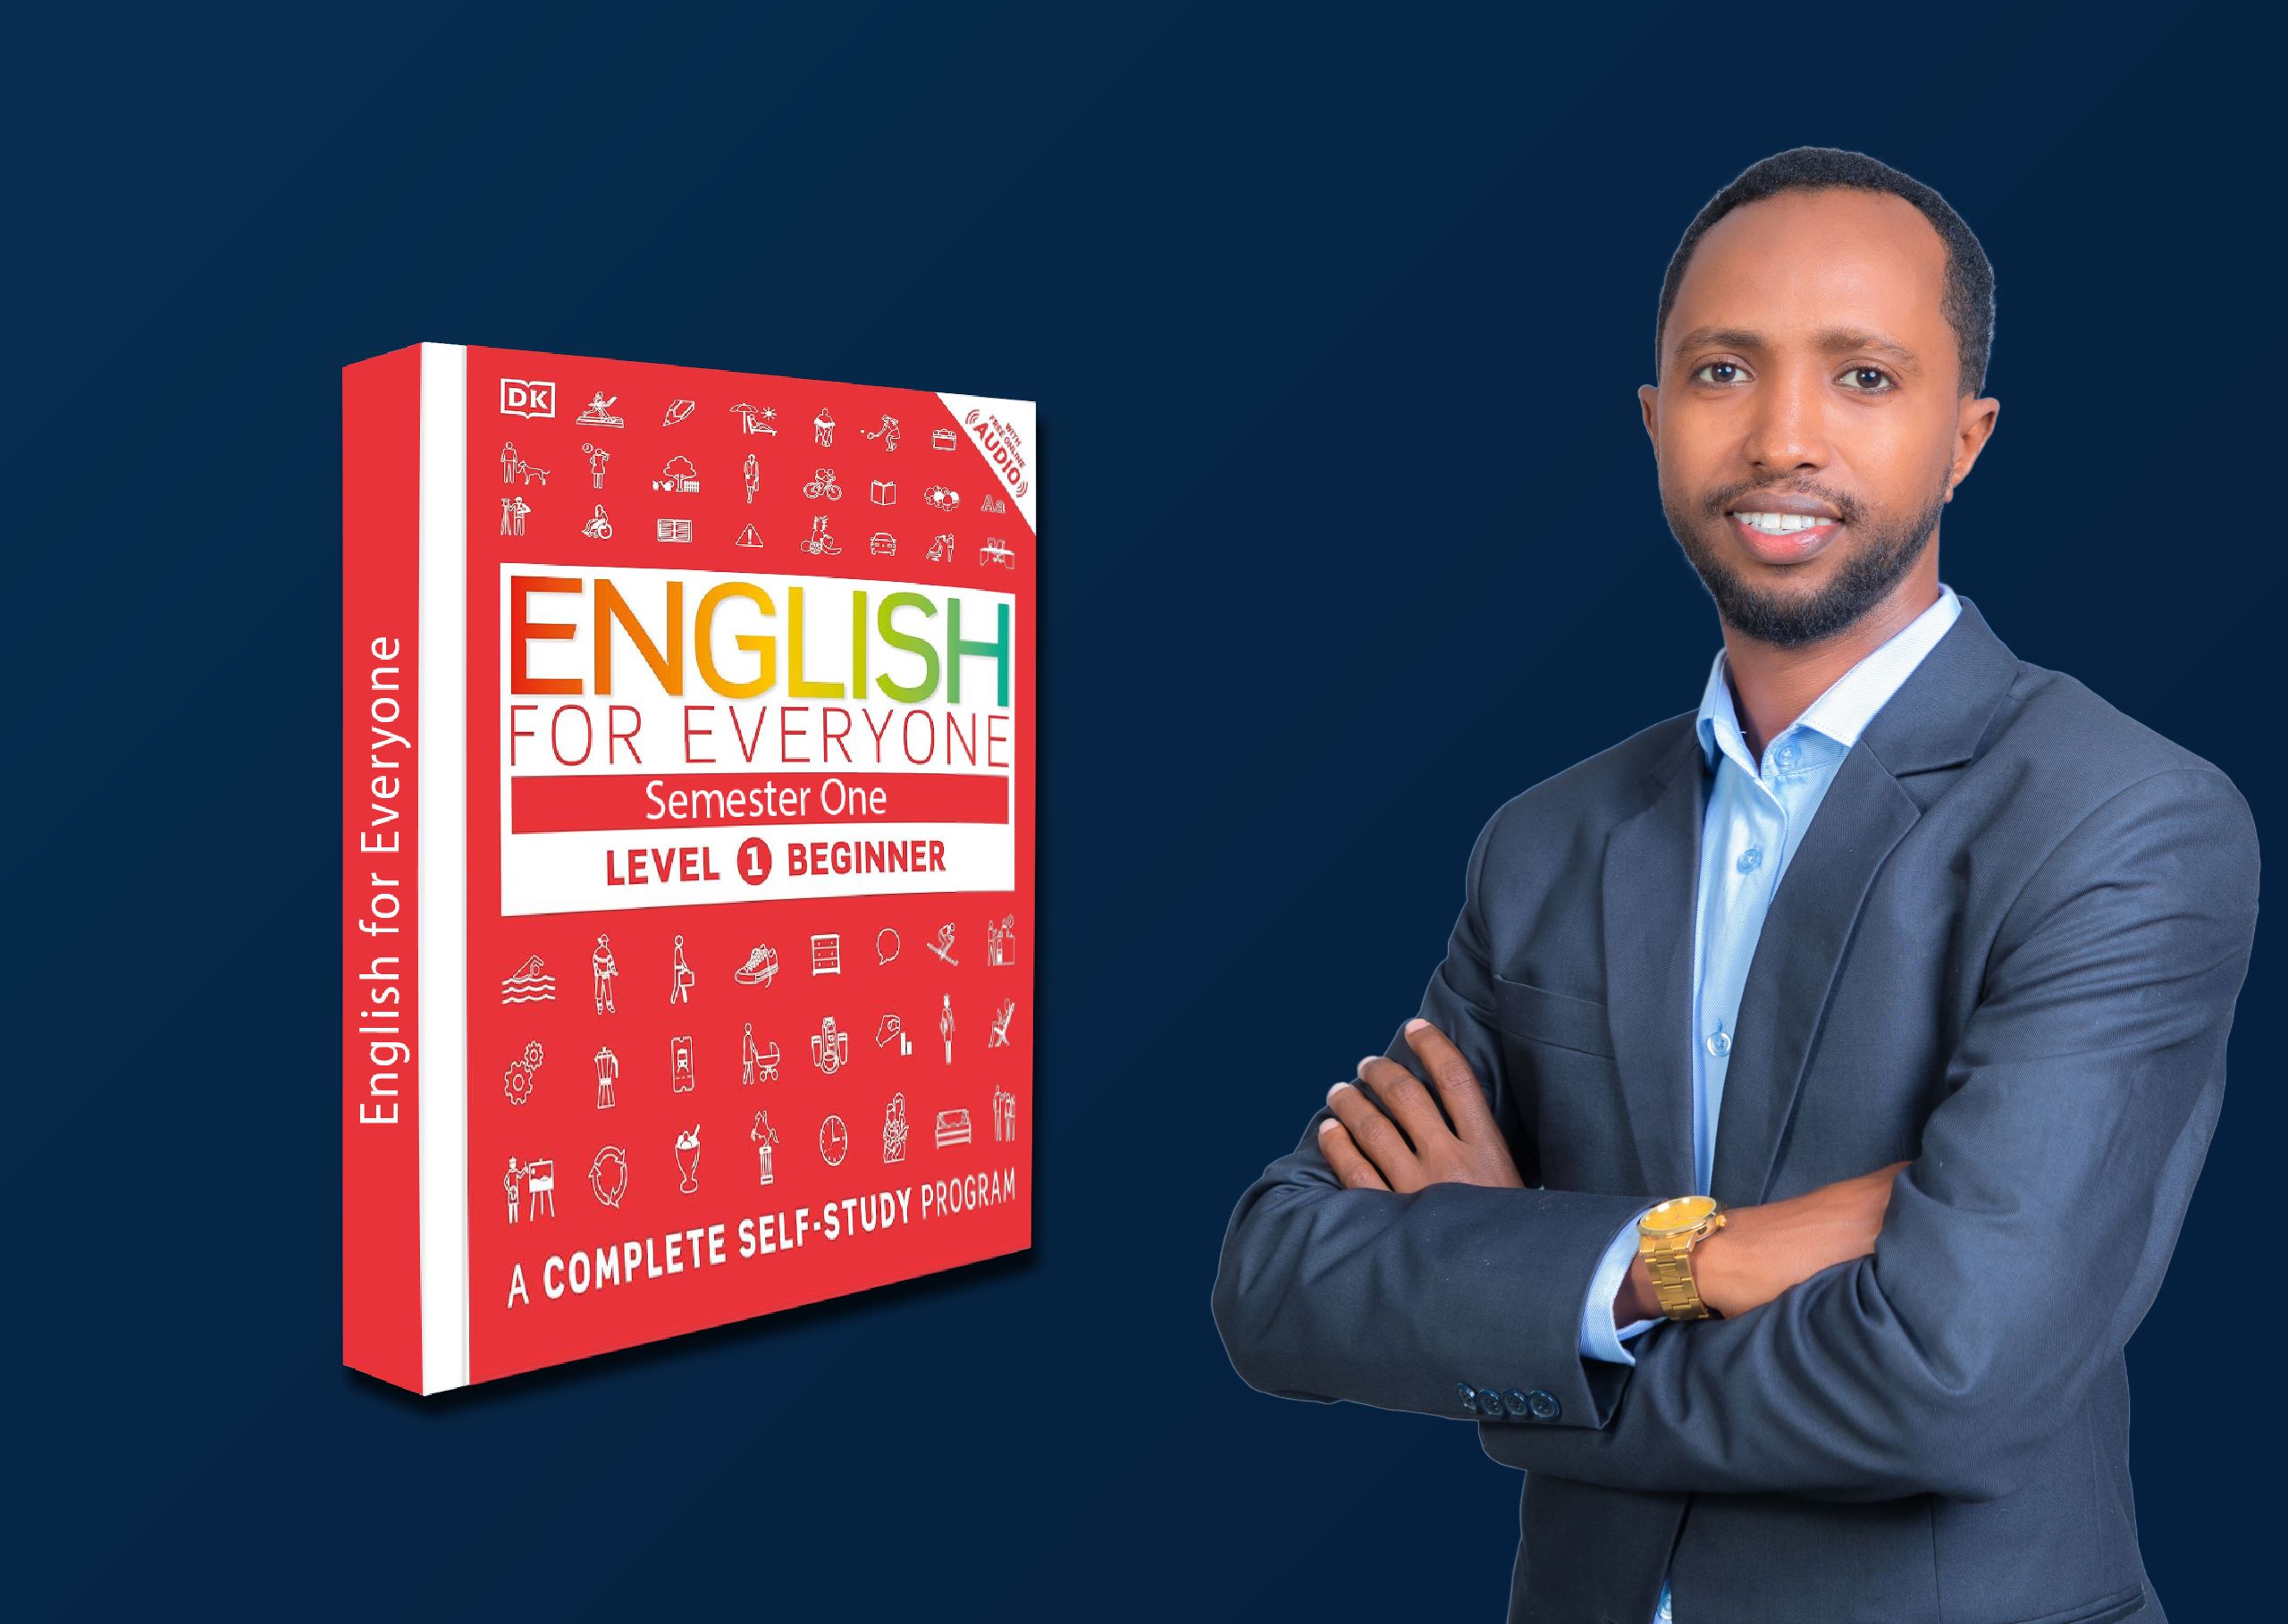 English for Everyone
DK
WITH
FREE ONLINE
AUDIO
Aa
ENGLISH
FOR EVERYONE
Semester One
LEVEL 1 BEGINNER
A COMPLETE SELF-STUDY PROGRAM